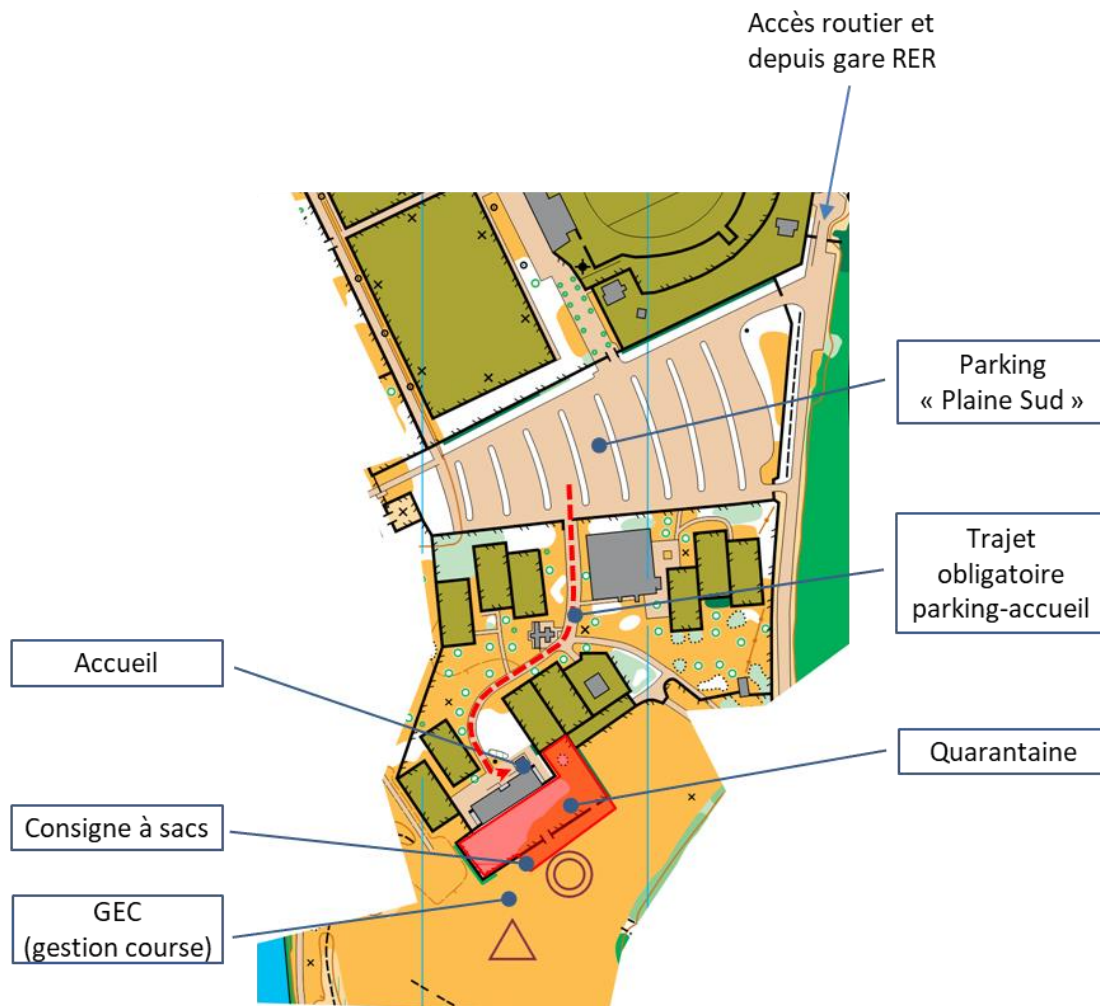 Accès routier et
depuis gare RER
Parking
« Plaine Sud »
Trajet
obligatoire
parking-accueil
Accueil
Quarantaine
Consigne à sacs
GEC
(gestion course)